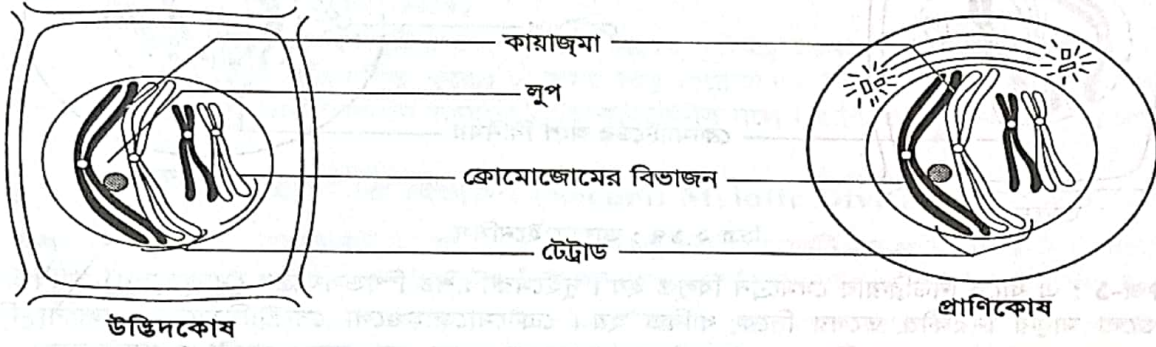 কায়াজ্‌মা
লুপ
ক্রোমোজোমের বিভাজন
টেট্রাড
উদ্ভিদকোষ
প্রাণিকোষ